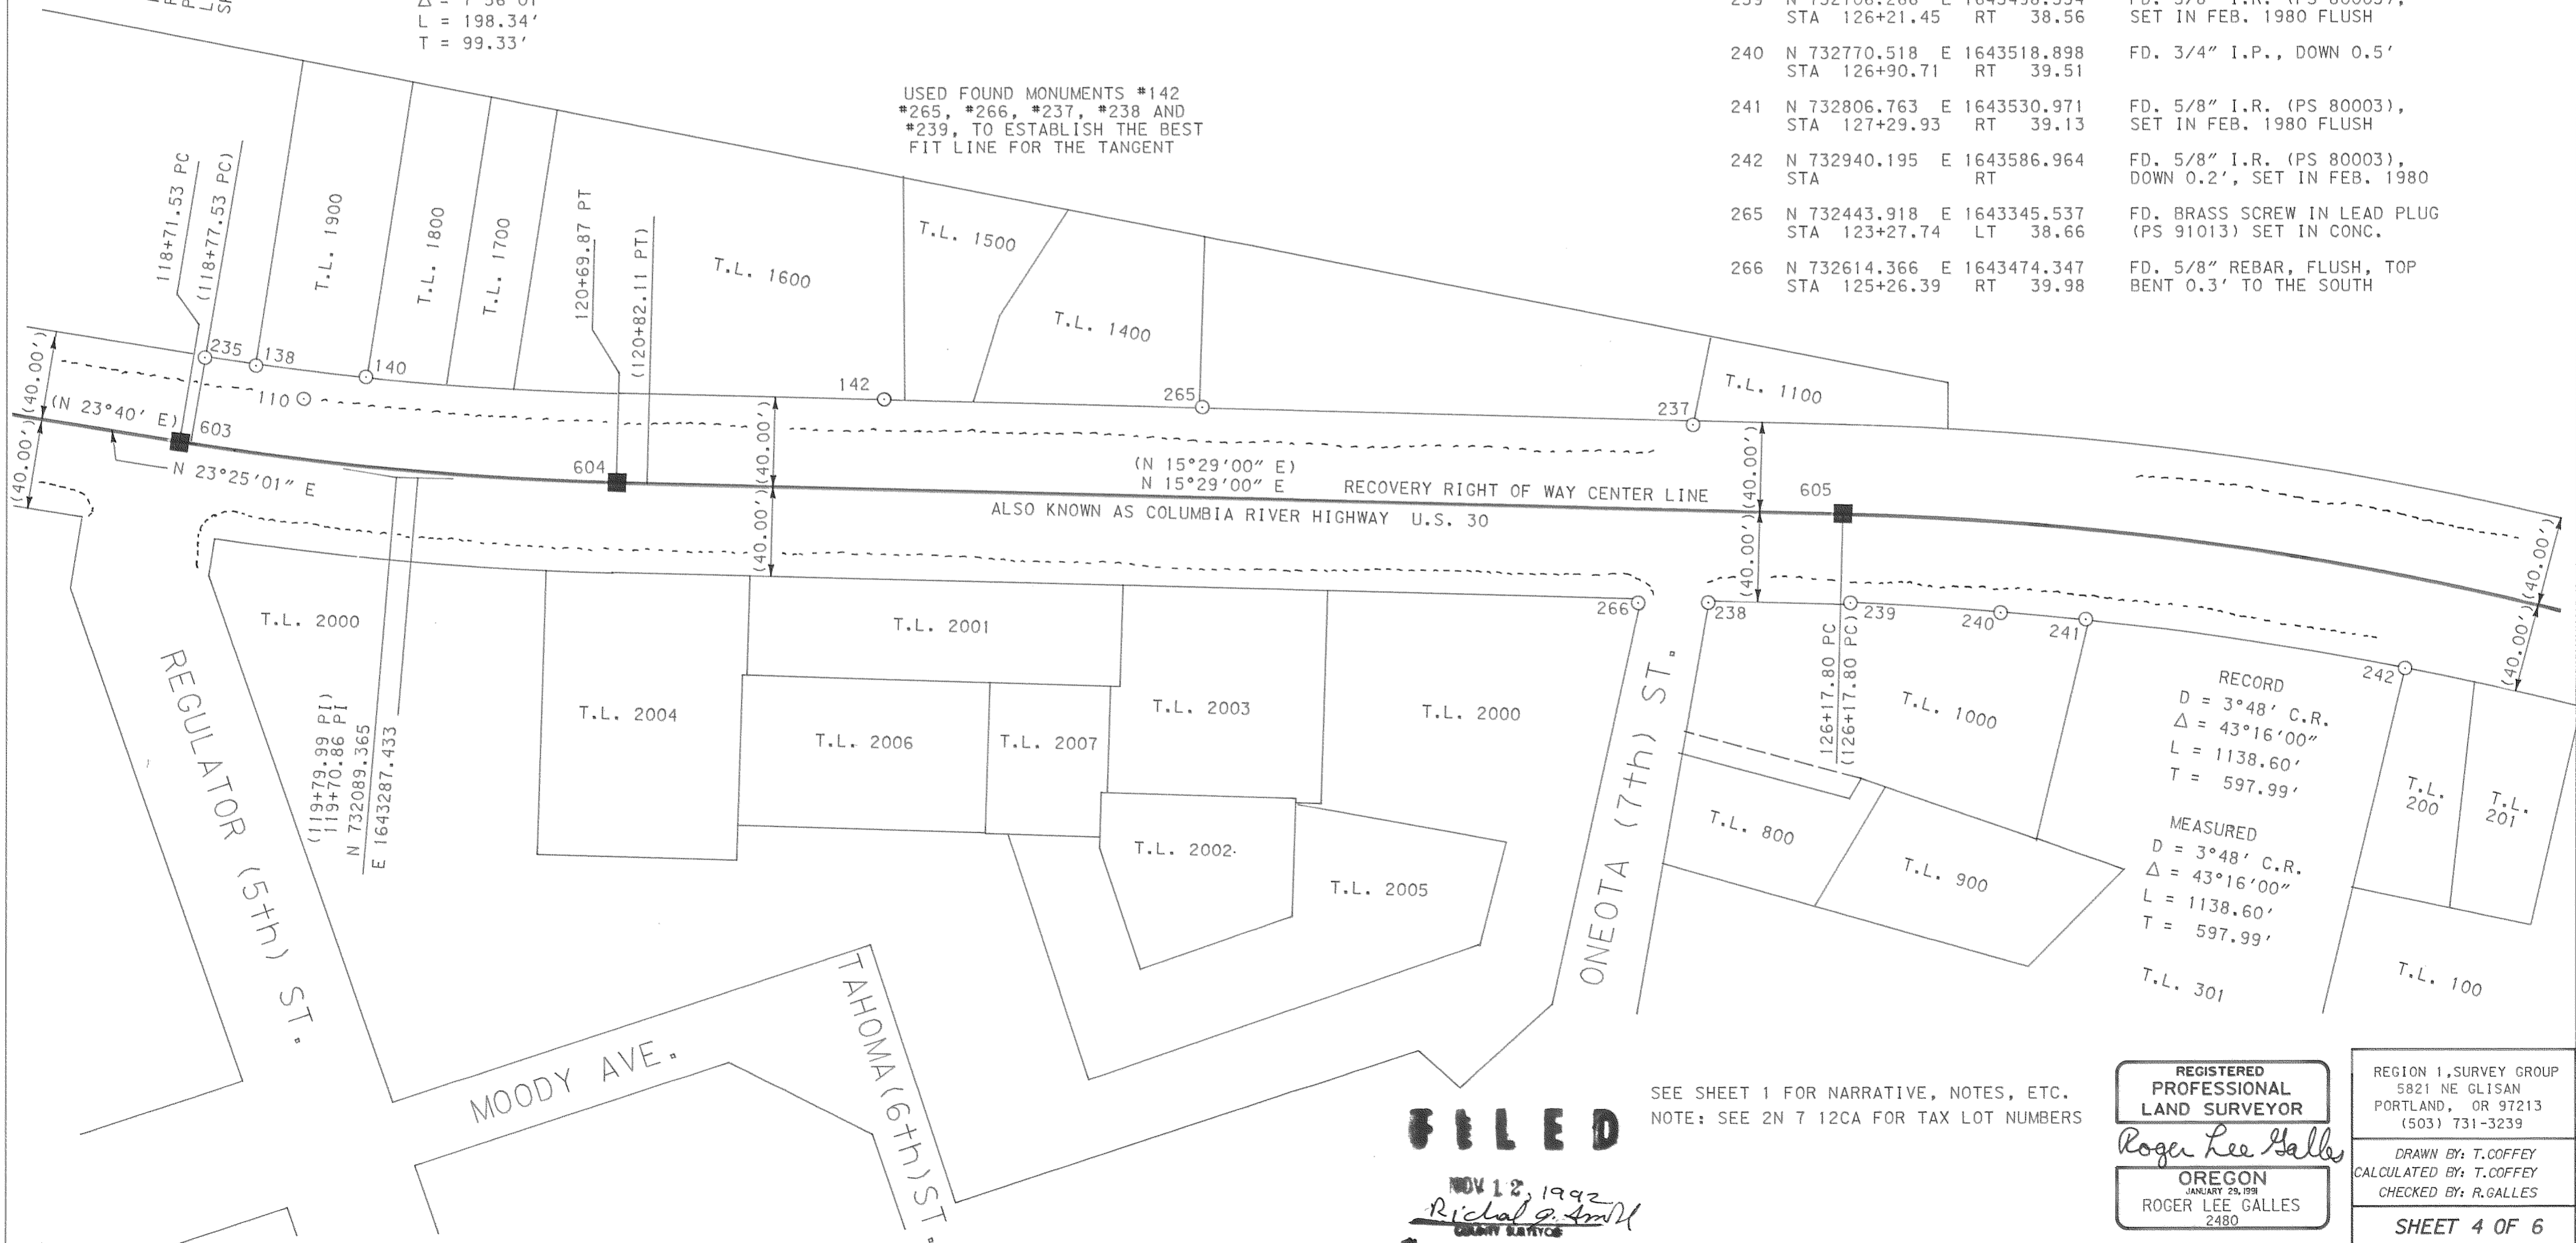 L = 198.34'
T = 99.33'
USED FOUND MONUMENTS #142
#265, #266, #237, #238 AND
#239, TO ESTABLISH THE BEST
FIT LINE FOR THE TANGENT
STA 126+21.45 RT 38.56 SET IN FEB. 1980 FLUSH
240 N 732770.518 E 1643518.898 FD. 3/4" I.P., DOWN 0.5'
STA 126+90.71 RT 39.51
241 N 732806.763 E 1643530.971 FD. 5/8" I.R. (PS 80003),
STA 127+29.93 RT 39.13 SET IN FEB. 1980 FLUSH
242 N 732940.195 E 1643586.964 FD. 5/8" I.R. (PS 80003),
STA RT DOWN 0.2', SET IN FEB. 1980
265 N 732443.918 E 1643345.537 FD. BRASS SCREW IN LEAD PLUG
STA 123+27.74 LT 38.66 (PS 91013) SET IN CONC.
266 N 732614.366 E 1643474.347 FD. 5/8" REBAR, FLUSH, TOP
STA 125+26.39 RT 39.98 BENT 0.3' TO THE SOUTH
118+71.53 PC
(118+77.53 PC)
T.L. 1900
T.L. 1800
T.L. 1700
120+69.87 PT
(120+82.11 PT)
T.L. 1600
T.L. 1500
T.L. 1400
T.L. 1100
235
138
140
110
142
265
237
(40.00')
(40.00')
(N 23°40' E)
603
N 23°25'01" E
604
(40.00')
(40.00')
(N 15°29'00" E)
N 15°29'00" E
RECOVERY RIGHT OF WAY CENTER LINE
ALSO KNOWN AS COLUMBIA RIVER HIGHWAY U.S. 30
(40.00')
(40.00')
605
(40.00')
(40.00')
266
238
239
240
241
242
126+17.80 PC
(126+17.80 PC)
T.L. 2000
T.L. 2004
T.L. 2001
T.L. 2006
T.L. 2007
T.L. 2003
T.L. 2000
T.L. 2002
T.L. 2005
T.L. 1000
T.L. 800
T.L. 900
T.L.
200
T.L.
201
T.L. 301
T.L. 100
(119+79.99 PI)
119+70.86 PI
N 732089.365
E 1643287.433
REGULATOR (5th) ST.
MOODY AVE.
TAHOMA(6th)ST.
ONEOTA (7th) ST.
RECORD
D = 3°48' C.R.
Δ = 43°16'00"
L = 1138.60'
T = 597.99'
MEASURED
D = 3°48' C.R.
Δ = 43°16'00"
L = 1138.60'
T = 597.99'
SEE SHEET 1 FOR NARRATIVE, NOTES, ETC.
NOTE: SEE 2N 7 12CA FOR TAX LOT NUMBERS
FILED
NOV 12, 1992
COUNTY SURVEYOR
REGISTERED
PROFESSIONAL
LAND SURVEYOR
Roger Lee Galles
OREGON
JANUARY 29, 1991
ROGER LEE GALLES
2480
REGION 1, SURVEY GROUP
5821 NE GLISAN
PORTLAND, OR 97213
(503) 731-3239
DRAWN BY: T.COFFEY
CALCULATED BY: T.COFFEY
CHECKED BY: R.GALLES
SHEET 4 OF 6